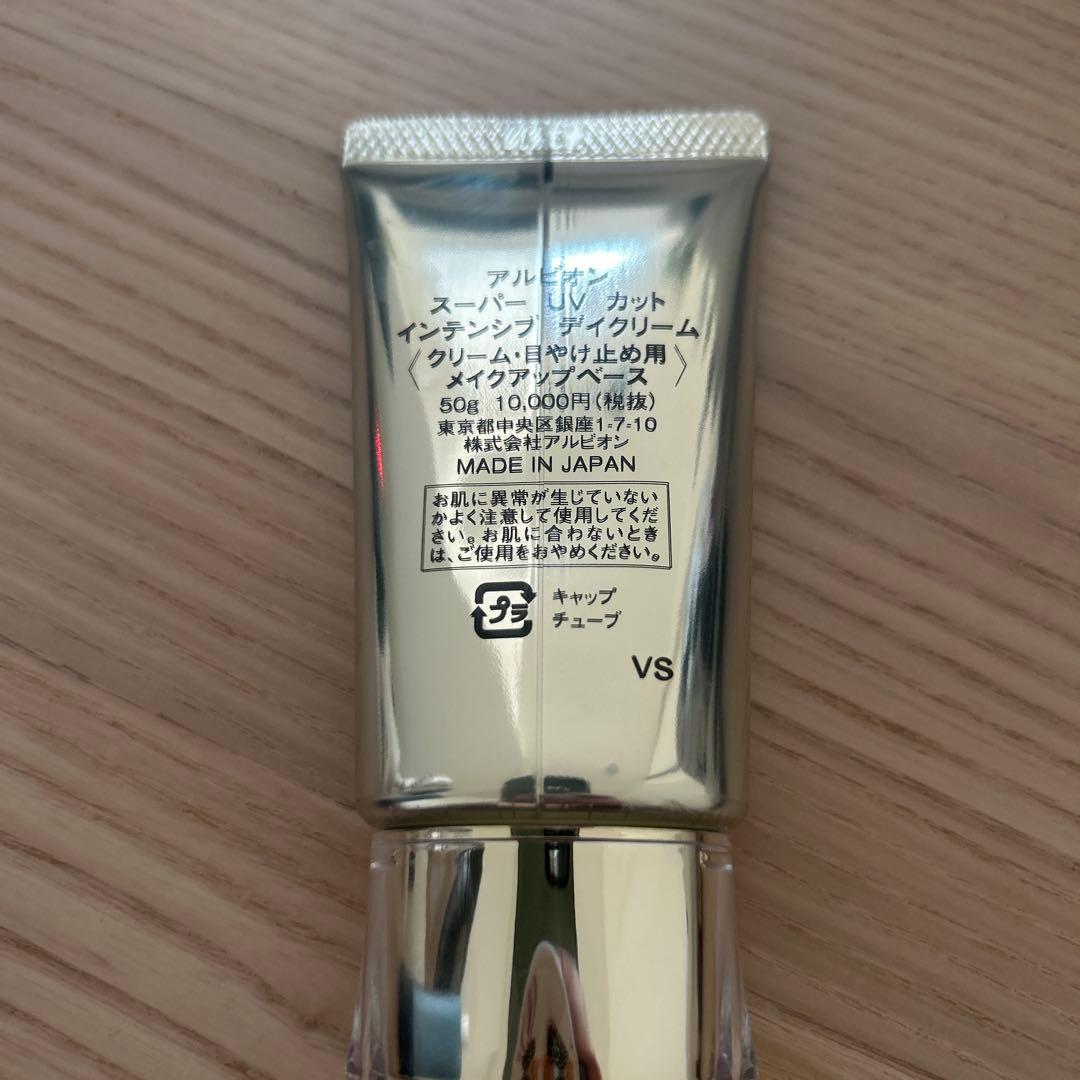 アルビオン
スーパー UV カット
インテンシブ デイクリーム
〈クリーム・日やけ止め用
メイクアップベース〉
50g 10,000円(税抜)
東京都中央区銀座1-7-10
株式会社アルビオン
MADE IN JAPAN
お肌に異常が生じていない
かよく注意して使用してくだ
さい。お肌に合わないとき
は、ご使用をおやめください。
プラ キャップ
チューブ
VS